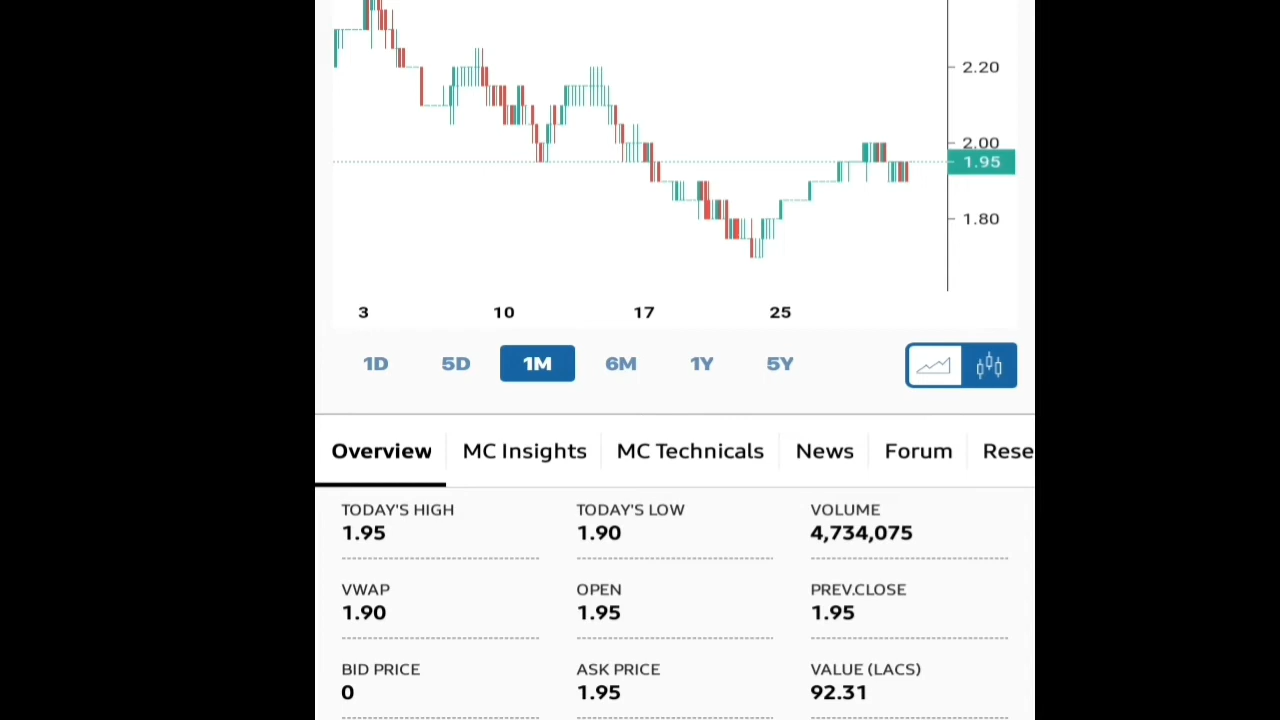 2.20
2.00
1.95
1.80
3 10 17 25
1D 5D 1M 6M 1Y 5Y
Overview MC Insights MC Technicals News Forum Rese
TODAY'S HIGH TODAY'S LOW VOLUME
1.95 1.90 4,734,075
VWAP OPEN PREV.CLOSE
1.90 1.95 1.95
BID PRICE ASK PRICE VALUE (LACS)
0 1.95 92.31